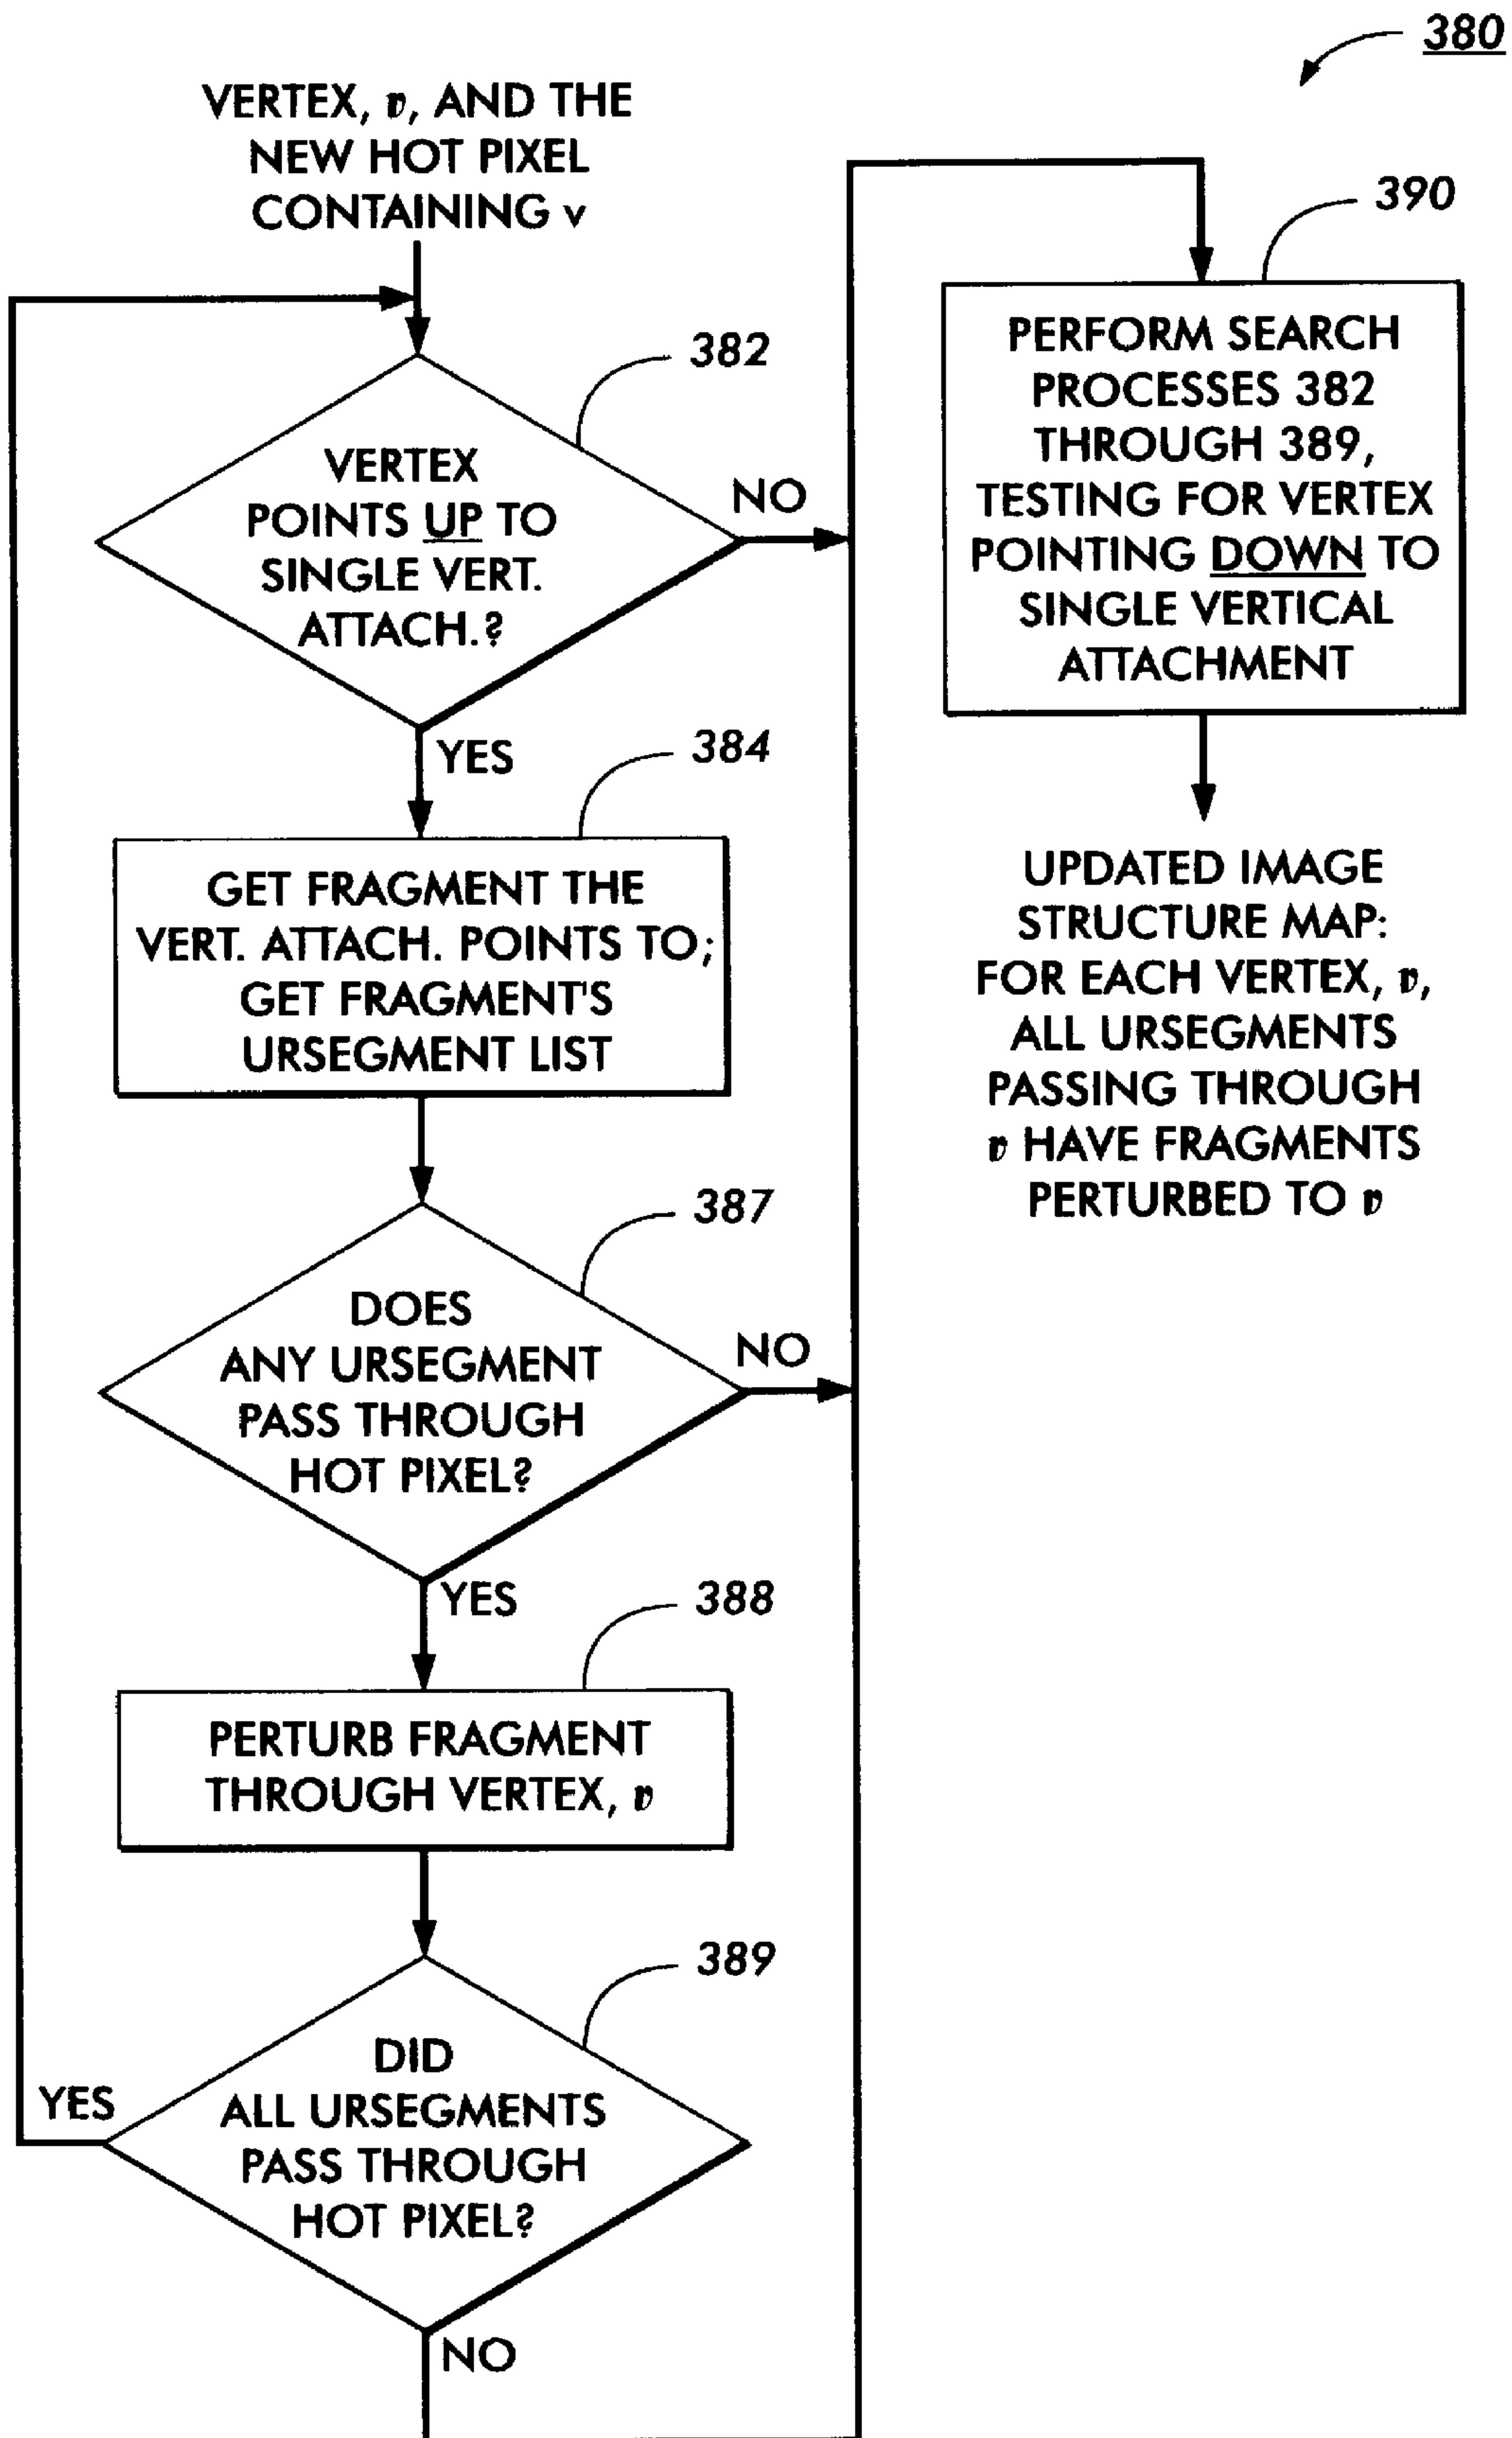 380
VERTEX, v, AND THE
NEW HOT PIXEL
CONTAINING v
382
VERTEX
POINTS UP TO
SINGLE VERT.
ATTACH.?
NO
YES
384
GET FRAGMENT THE
VERT. ATTACH. POINTS TO;
GET FRAGMENT'S
URSEGMENT LIST
387
DOES
ANY URSEGMENT
PASS THROUGH
HOT PIXEL?
NO
YES
388
PERTURB FRAGMENT
THROUGH VERTEX, v
389
DID
ALL URSEGMENTS
PASS THROUGH
HOT PIXEL?
YES
NO
390
PERFORM SEARCH
PROCESSES 382
THROUGH 389,
TESTING FOR VERTEX
POINTING DOWN TO
SINGLE VERTICAL
ATTACHMENT
UPDATED IMAGE
STRUCTURE MAP:
FOR EACH VERTEX, v,
ALL URSEGMENTS
PASSING THROUGH
v HAVE FRAGMENTS
PERTURBED TO v